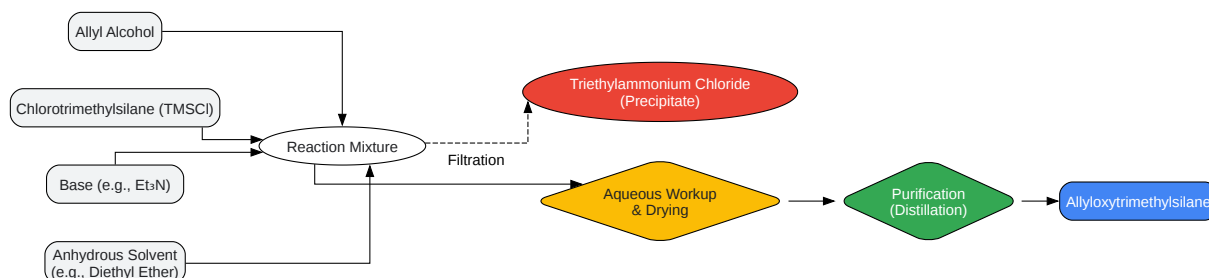 Allyl Alcohol
Chlorotrimethylsilane (TMSCl)
Base (e.g., Et₃N)
Anhydrous Solvent
(e.g., Diethyl Ether)
Reaction Mixture
Filtration
Triethylammonium Chloride
(Precipitate)
Aqueous Workup
& Drying
Purification
(Distillation)
Allyloxytrimethylsilane